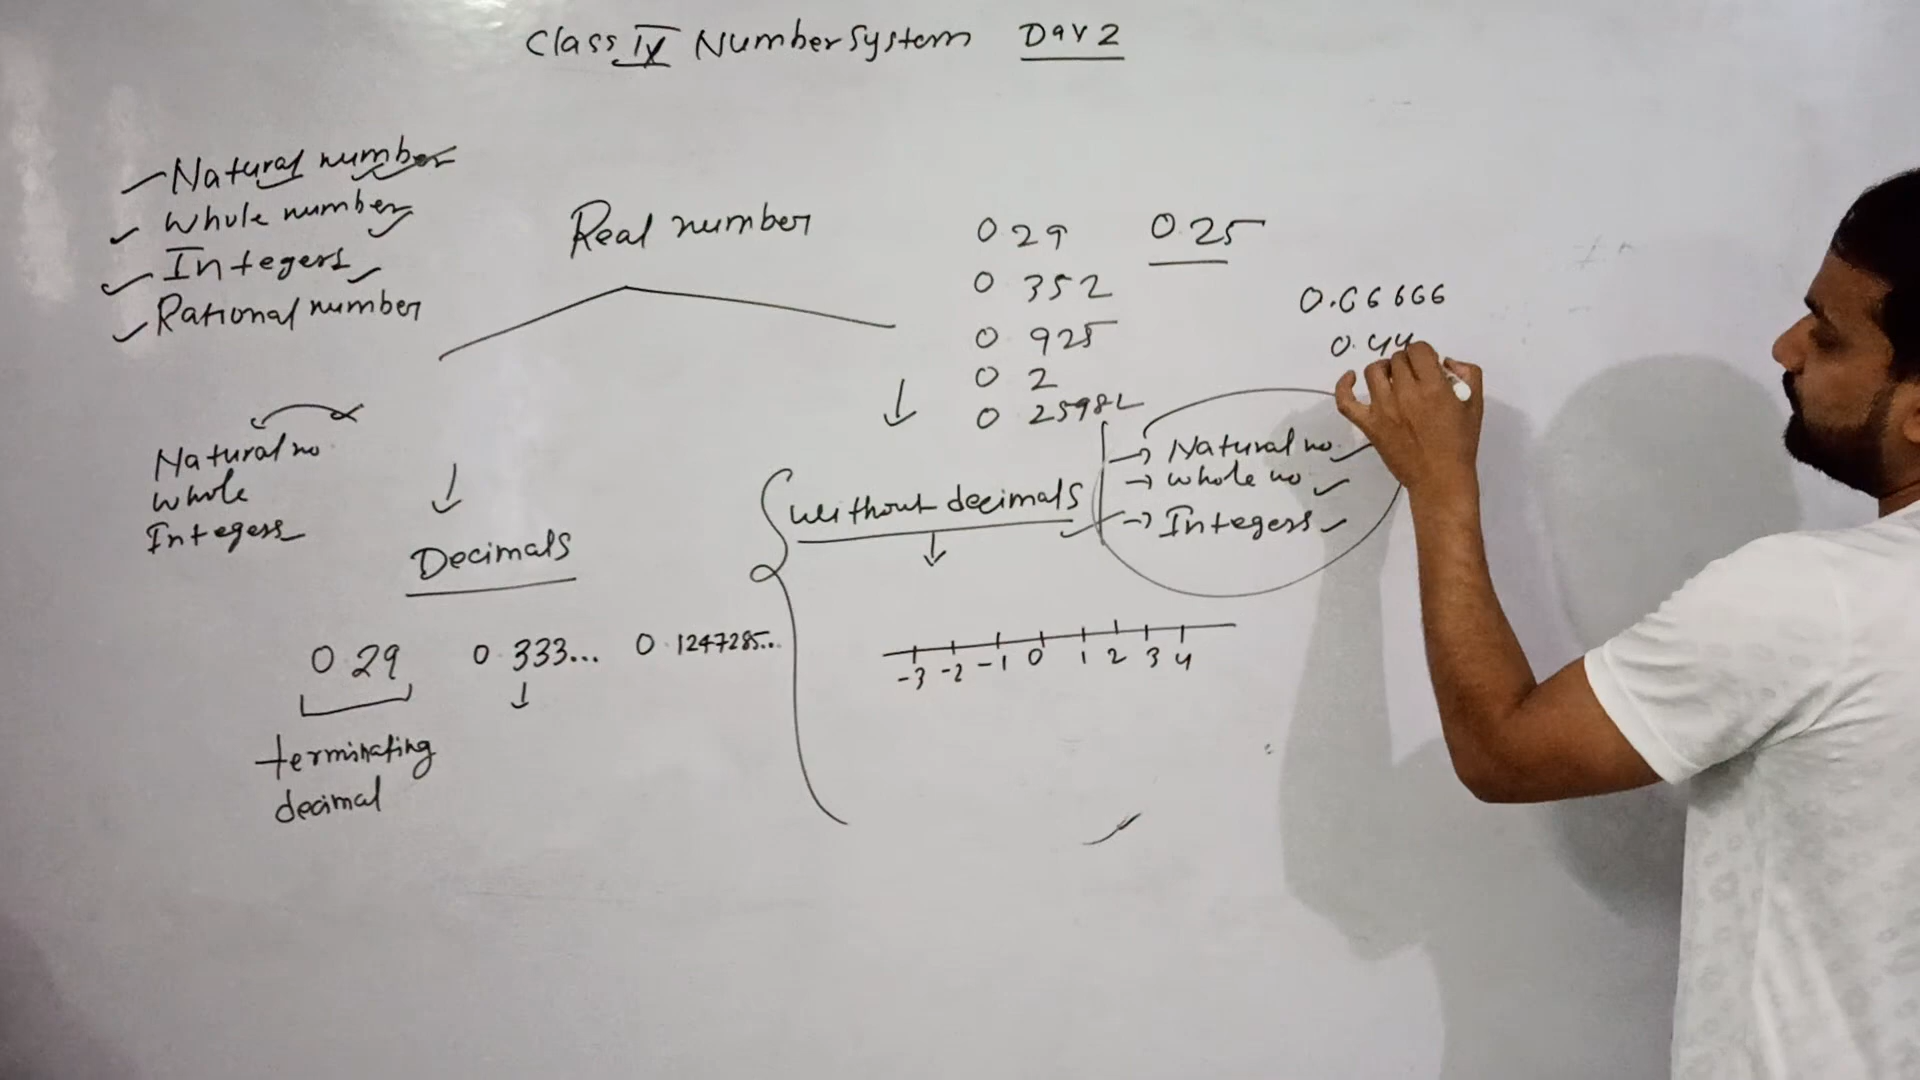 Class IX Number System Day 2
Natural number
Whole number
Integers
Rational number
Real number
0.29 0.25
0.352
0.925
0.2
0.25982
0.66666
0.44
Natural no.
Whole
Integers
Decimals
without decimals
→ Natural no.
→ Whole no
→ Integers
0.29 0.333... 0.1247285...
-3 -2 -1 0 1 2 3 4
terminating
decimal